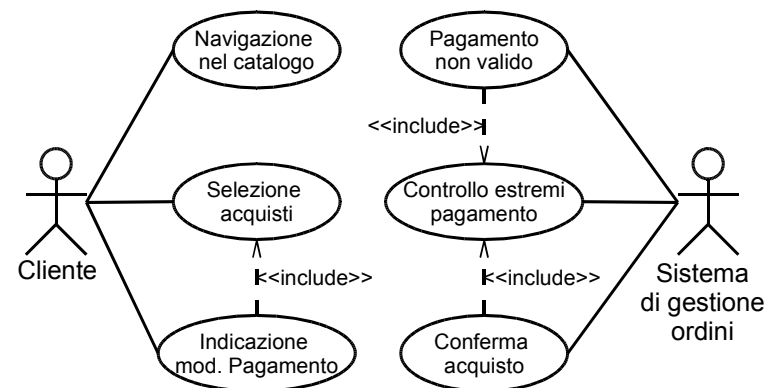 Navigazione
nel catalogo
Pagamento
non valido
<<include>>
Selezione
acquisti
Controllo estremi
pagamento
Cliente
<<include>>
<<include>>
Sistema
di gestione
ordini
Indicazione
mod. Pagamento
Conferma
acquisto